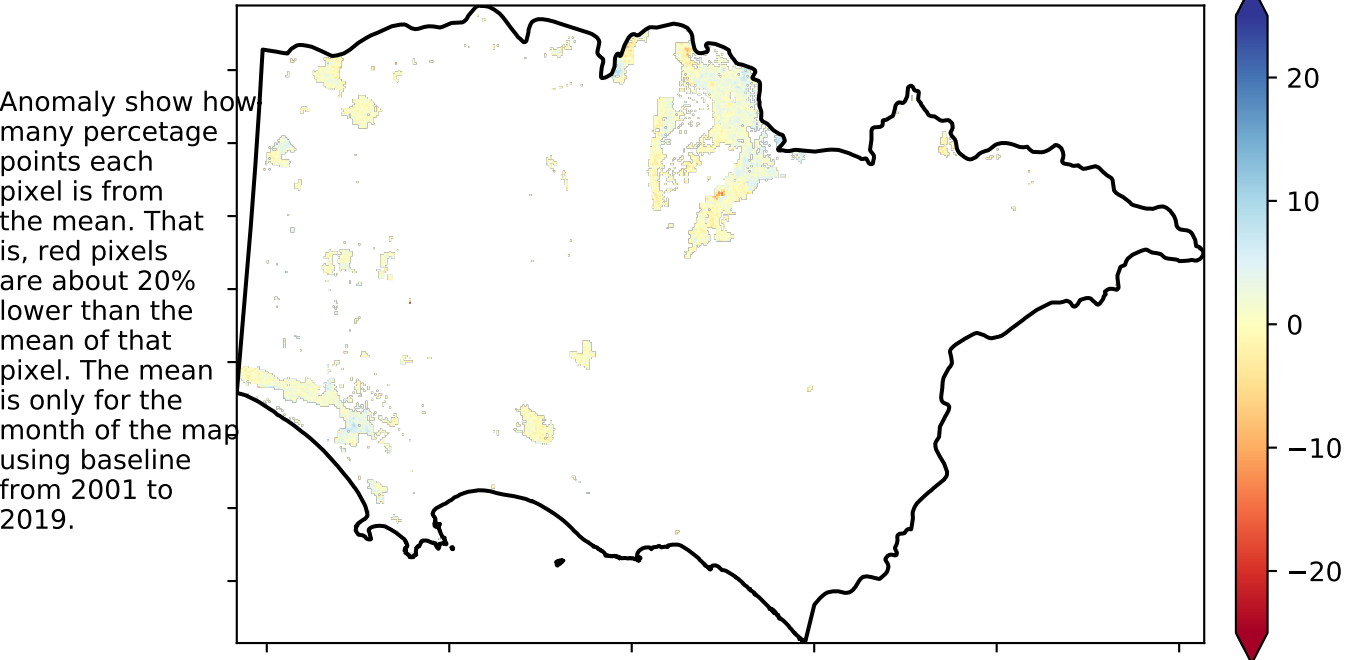 Anomaly show how
many percetage
points each
pixel is from
the mean. That
is, red pixels
are about 20%
lower than the
mean of that
pixel. The mean
is only for the
month of the map
using baseline
from 2001 to
2019.
20
10
0
−10
−20